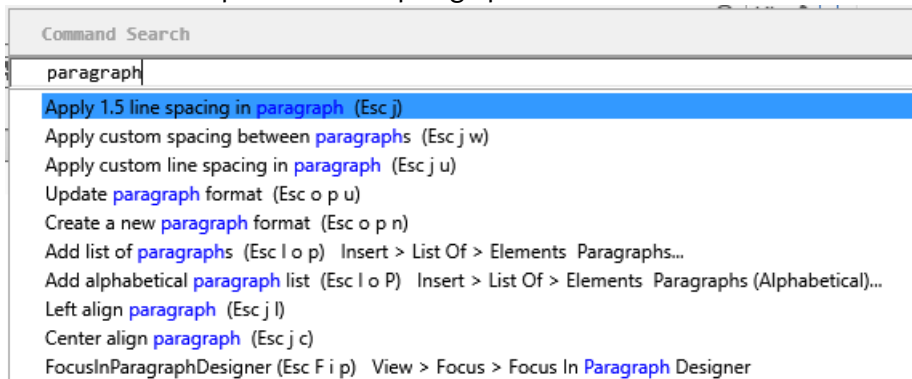 Command Search
paragraph
Apply 1.5 line spacing in paragraph (Esc j)
Apply custom spacing between paragraphs (Esc j w)
Apply custom line spacing in paragraph (Esc j u)
Update paragraph format (Esc o p u)
Create a new paragraph format (Esc o p n)
Add list of paragraphs (Esc l o p) Insert > List Of > Elements Paragraphs...
Add alphabetical paragraph list (Esc l o P) Insert > List Of > Elements Paragraphs (Alphabetical)...
Left align paragraph (Esc j l)
Center align paragraph (Esc j c)
FocusInParagraphDesigner (Esc F i p) View > Focus > Focus In Paragraph Designer